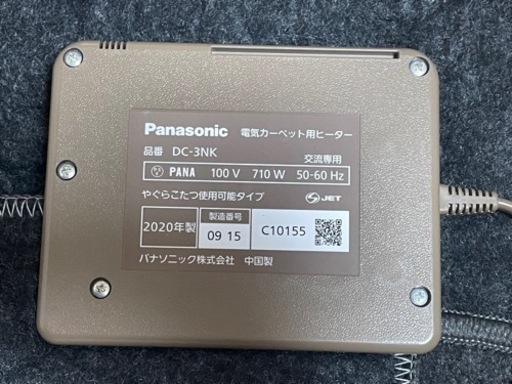 Panasonic 電気カーペット用ヒーター
品番 DC-3NK 交流専用
PANA 100 V 710 W 50-60 Hz
やぐらこたつ使用可能タイプ JET
2020年製 製造番号 09 15 C10155
パナソニック株式会社 中国製